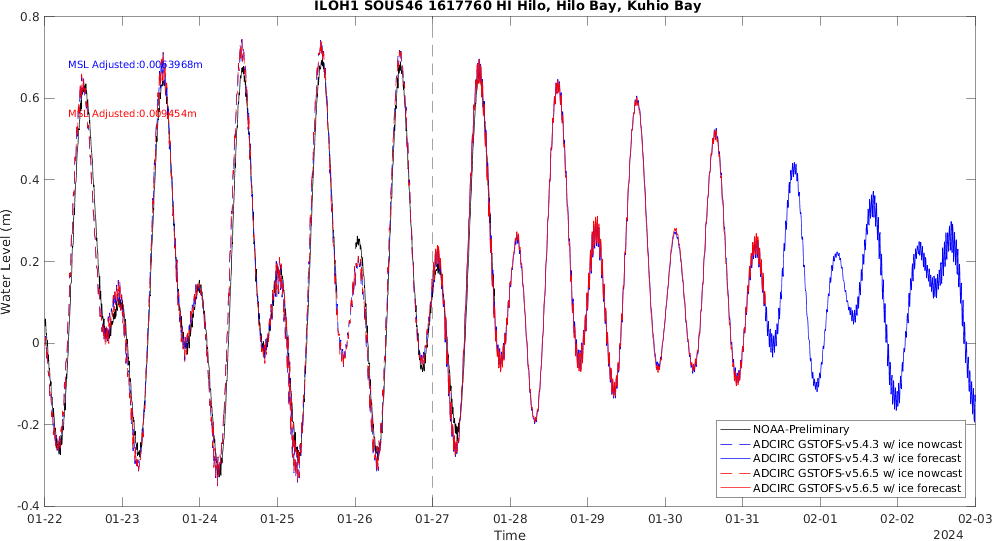 ILOH1 SOUS46 1617760 HI Hilo, Hilo Bay, Kuhio Bay
0.8
MSL Adjusted:0.0063968m
0.6
MSL Adjusted:0.009454m
0.4
0.2
0
-0.2
-0.4
Water Level (m)
NOAA-Preliminary
ADCIRC GSTOFS-v5.4.3 w/ ice nowcast
ADCIRC GSTOFS-v5.4.3 w/ ice forecast
ADCIRC GSTOFS-v5.6.5 w/ ice nowcast
ADCIRC GSTOFS-v5.6.5 w/ ice forecast
01-22 01-23 01-24 01-25 01-26 01-27 01-28 01-29 01-30 01-31 02-01 02-02 02-03
Time
2024